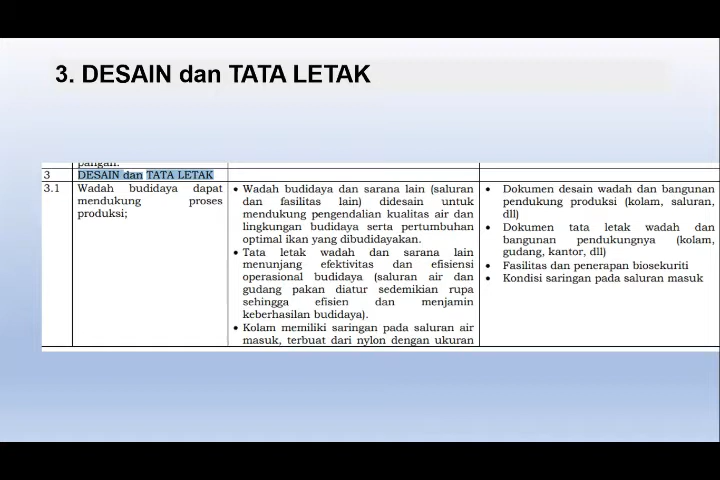 3. DESAIN dan TATA LETAK
pangan.
3 DESAIN dan TATA LETAK
3.1 Wadah budidaya dapat
mendukung proses
produksi;
• Wadah budidaya dan sarana lain (saluran
dan fasilitas lain) didesain untuk
mendukung pengendalian kualitas air dan
lingkungan budidaya serta pertumbuhan
optimal ikan yang dibudidayakan.
• Tata letak wadah dan sarana lain
menunjang efektivitas dan efisiensi
operasional budidaya (saluran air dan
gudang pakan diatur sedemikian rupa
sehingga efisien dan menjamin
keberhasilan budidaya).
• Kolam memiliki saringan pada saluran air
masuk, terbuat dari nylon dengan ukuran
• Dokumen desain wadah dan bangunan
pendukung produksi (kolam, saluran,
dll)
• Dokumen tata letak wadah dan
bangunan pendukungnya (kolam,
gudang, kantor, dll)
• Fasilitas dan penerapan biosekuriti
• Kondisi saringan pada saluran masuk